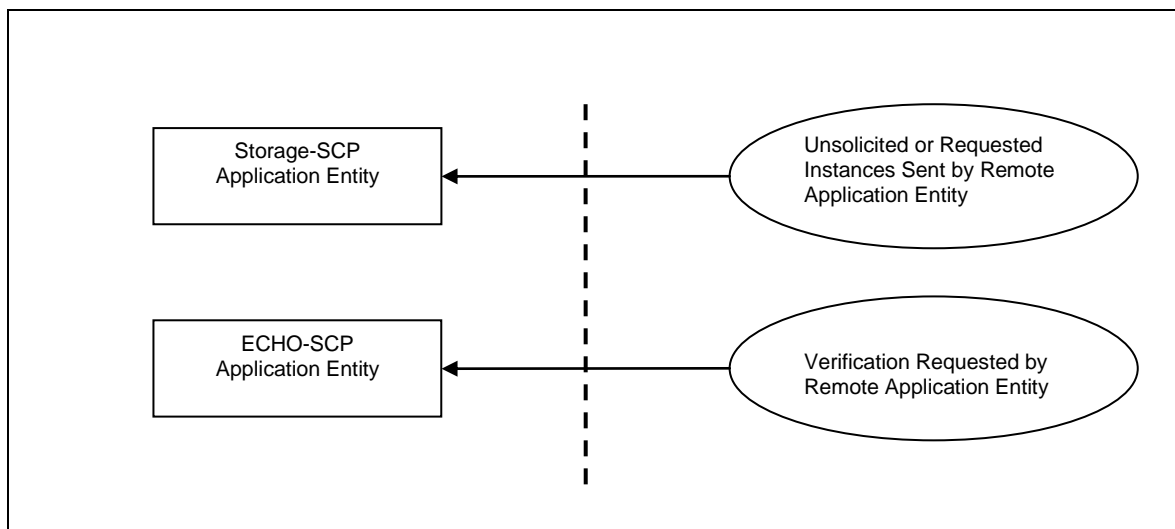 Storage-SCP
Application Entity
Unsolicited or Requested
Instances Sent by Remote
Application Entity
ECHO-SCP
Application Entity
Verification Requested by
Remote Application Entity